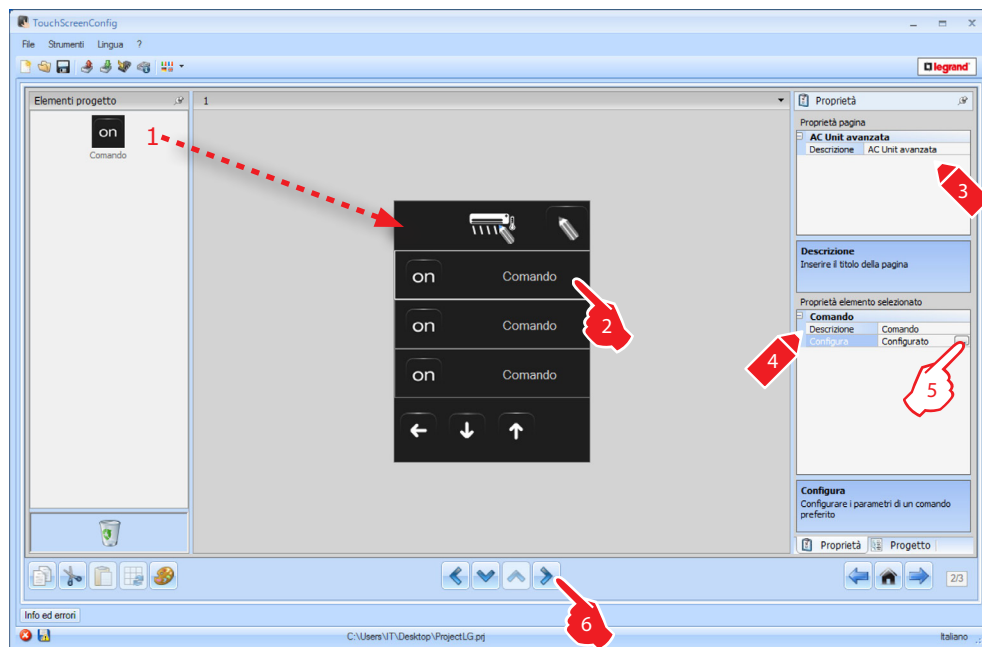 TouchScreenConfig
File Strumenti Lingua ?
legrand
Elementi progetto
1
Proprietà
on
Comando
1
Proprietà pagina
AC Unit avanzata
Descrizione AC Unit avanzata
3
Descrizione
Inserire il titolo della pagina
on Comando
2
on Comando
on Comando
Proprietà elemento selezionato
Comando
Descrizione Comando
Configura Configurato ...
4
5
Configura
Configurare i parametri di un comando
preferito
Proprietà Progetto
2/3
6
Info ed errori
C:\Users\IT\Desktop\ProjectLG.prj
Italiano